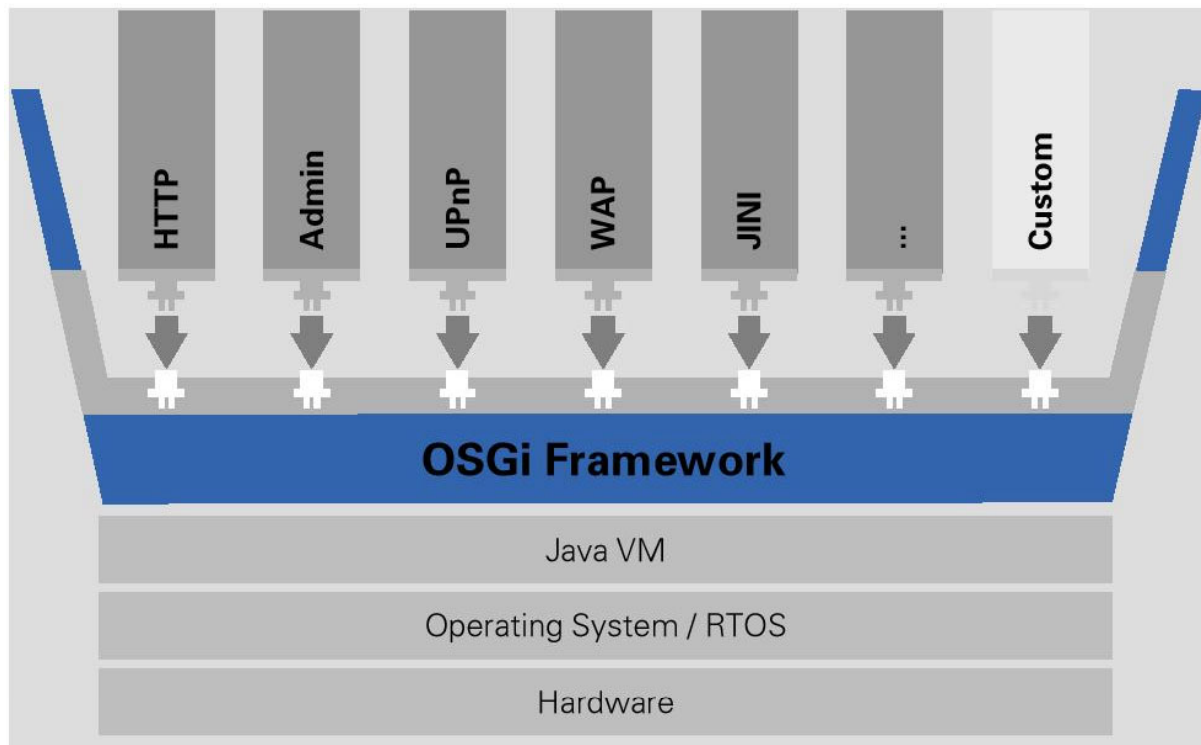 HTTP
Admin
UPnP
WAP
JINI
...
Custom
OSGi Framework
Java VM
Operating System / RTOS
Hardware